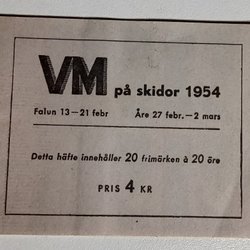 VM på skidor 1954
Falun 13—21 febr Åre 27 febr.—2 mars
Detta häfte innehåller 20 frimärken à 20 öre
PRIS 4 KR